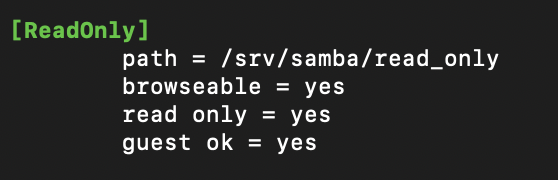 [ReadOnly]
path = /srv/samba/read_only
browseable = yes
read only = yes
guest ok = yes